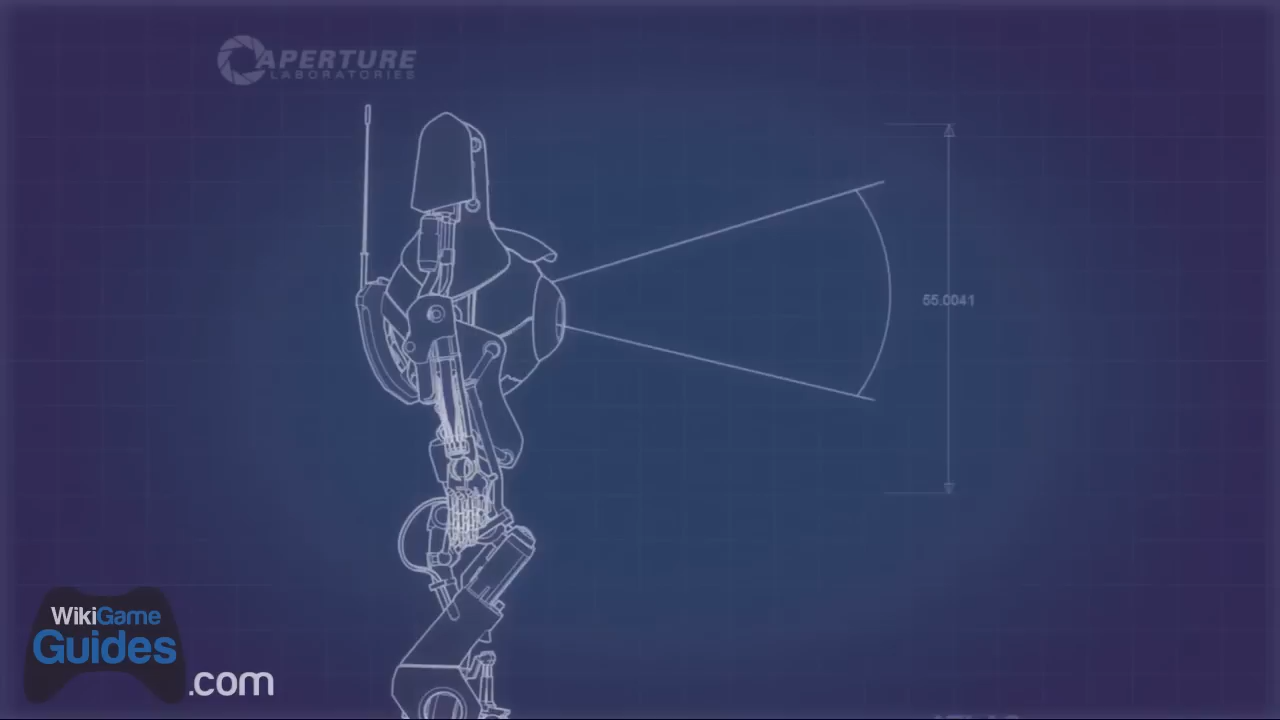 APERTURE
LABORATORIES
55.0041
WikiGame
Guides
.com